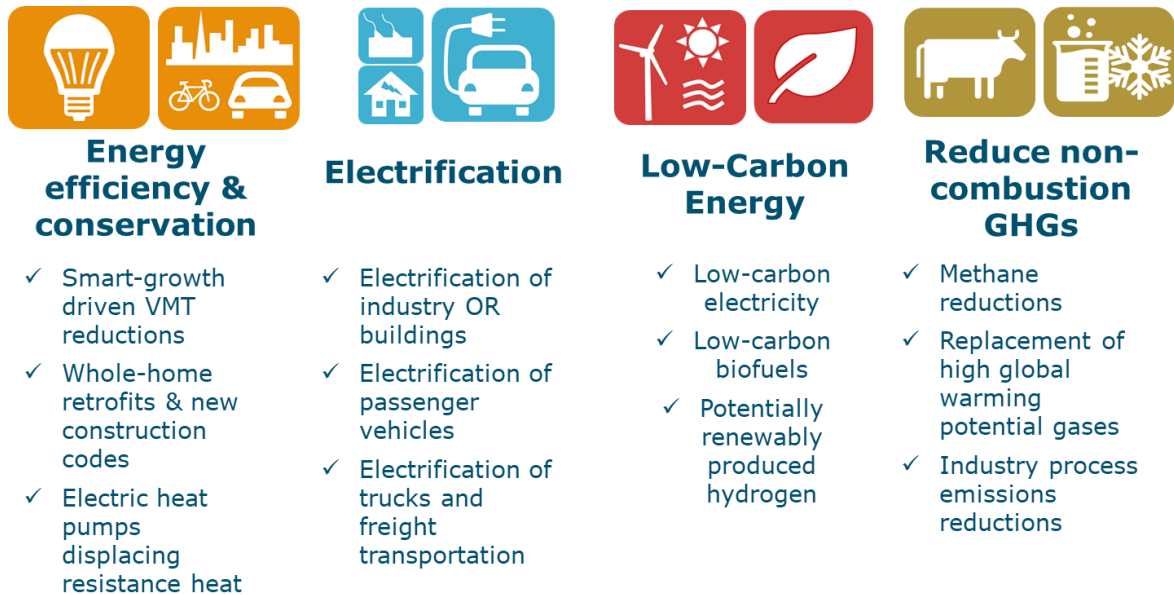 Energy
efficiency &
conservation
✓ Smart-growth
driven VMT
reductions
✓ Whole-home
retrofits & new
construction
codes
✓ Electric heat
pumps
displacing
resistance heat
Electrification
✓ Electrification of
industry OR
buildings
✓ Electrification of
passenger
vehicles
✓ Electrification of
trucks and
freight
transportation
Low-Carbon
Energy
✓ Low-carbon
electricity
✓ Low-carbon
biofuels
✓ Potentially
renewably
produced
hydrogen
Reduce non-
combustion
GHGs
✓ Methane
reductions
✓ Replacement of
high global
warming
potential gases
✓ Industry process
emissions
reductions